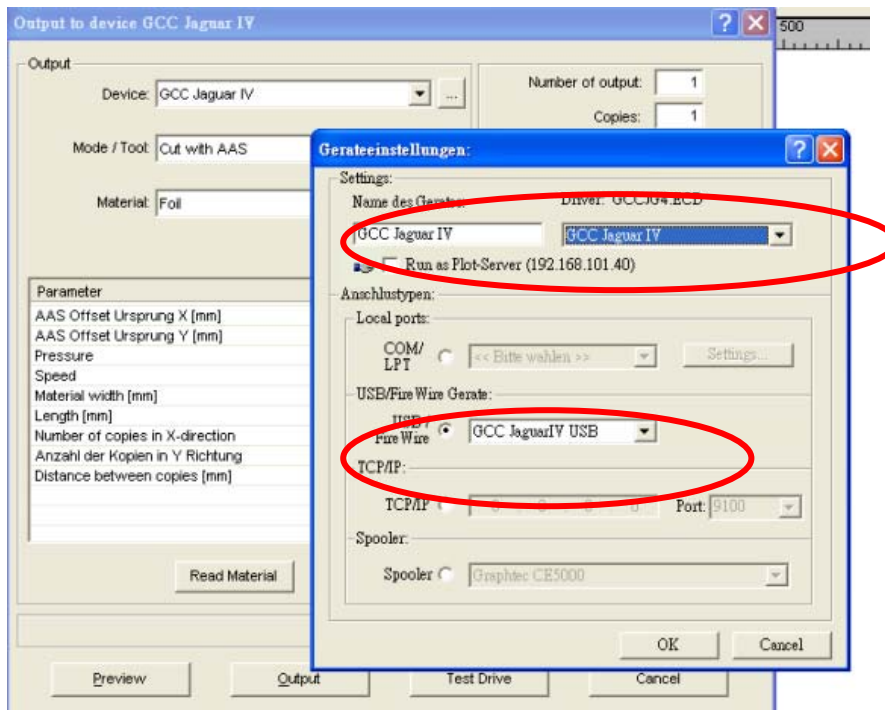 Output to device GCC Jaguar IV
500
Output
Device: GCC Jaguar IV
...
Number of output: 1
Copies: 1
Mode / Tool: Cut with AAS
Material: Foil
Parameter
AAS Offset Ursprung X [mm]
AAS Offset Ursprung Y [mm]
Pressure
Speed
Material width [mm]
Length [mm]
Number of copies in X-direction
Anzahl der Kopien in Y Richtung
Distance between copies [mm]
Read Material
Preview
Output
Test Drive
Cancel
Gerateeinstellungen:
Settings:
Name des Gerates:
Driver: GCCJG4.ECD
GCC Jaguar IV
GCC Jaguar IV
Run as Plot-Server (192.168.101.40)
Anschlustypen:
Local ports:
COM/
LPT
<< Bitte wahlen >>
Settings...
USB/Fire Wire Gerate:
USB /
Fire Wire
GCC JaguarIV USB
TCP/IP:
TCP/IP
0 . 0 . 0 . 0
Port: 9100
Spooler:
Spooler
Graphtec CE5000
OK
Cancel